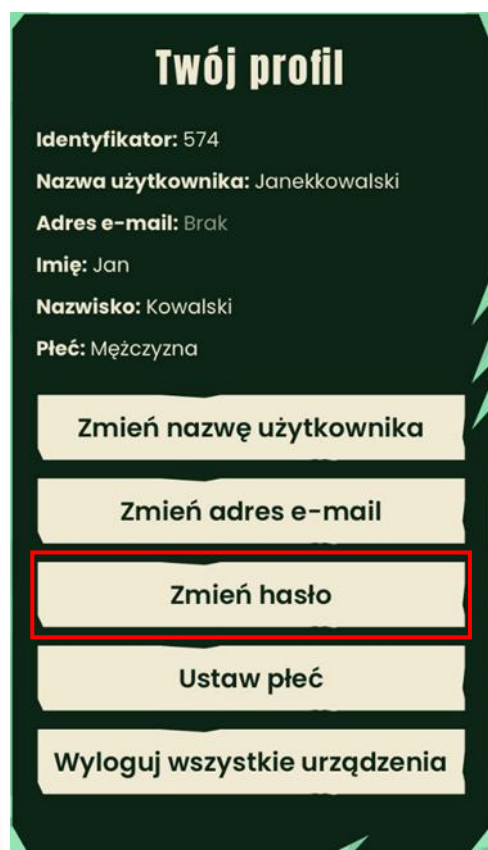 Twój profil
Identyfikator: 574
Nazwa użytkownika: Janekkowalski
Adres e-mail: Brak
Imię: Jan
Nazwisko: Kowalski
Płeć: Mężczyzna
Zmień nazwę użytkownika
Zmień adres e-mail
Zmień hasło
Ustaw płeć
Wyloguj wszystkie urządzenia